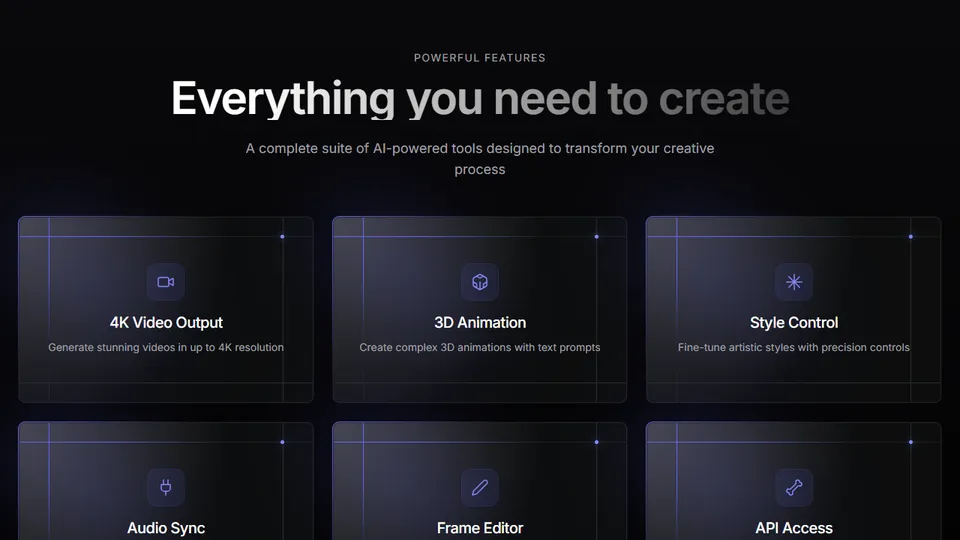 POWERFUL FEATURES
Everything you need to create
A complete suite of AI-powered tools designed to transform your creative
process
4K Video Output
Generate stunning videos in up to 4K resolution
3D Animation
Create complex 3D animations with text prompts
Style Control
Fine-tune artistic styles with precision controls
Audio Sync
Frame Editor
API Access